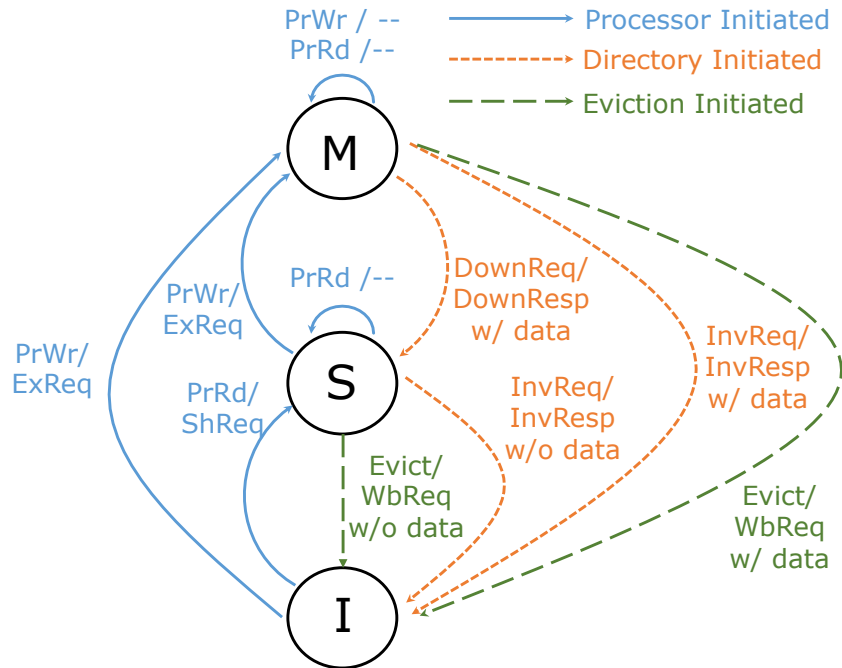 PrWr / --
PrRd /--
Processor Initiated
Directory Initiated
Eviction Initiated
M
PrRd /--
DownReq/
DownResp
w/ data
PrWr/
ExReq
InvReq/
InvResp
w/ data
PrWr/
ExReq
PrRd/
ShReq
S
InvReq/
InvResp
w/o data
Evict/
WbReq
w/o data
Evict/
WbReq
w/ data
I